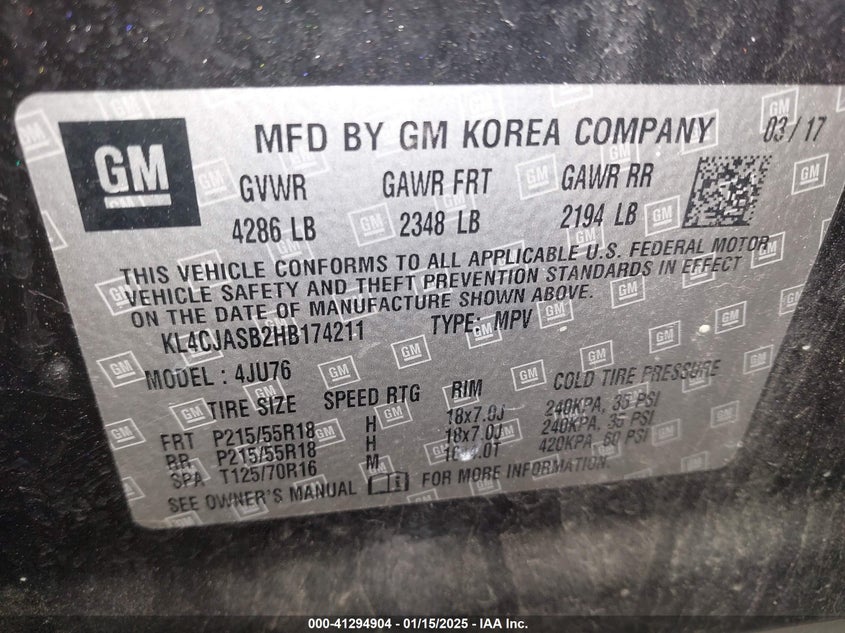 GM
MFD BY GM KOREA COMPANY 03/17
GVWR GAWR FRT GAWR RR
4286 LB 2348 LB 2194 LB
THIS VEHICLE CONFORMS TO ALL APPLICABLE U.S. FEDERAL MOTOR
VEHICLE SAFETY AND THEFT PREVENTION STANDARDS IN EFFECT
ON THE DATE OF MANUFACTURE SHOWN ABOVE.
KL4CJASB2HB174211 TYPE: MPV
MODEL : 4JU76
TIRE SIZE SPEED RTG RIM COLD TIRE PRESSURE
FRT P215/55R18 H 18x7.0J 240KPA, 35 PSI
RR P215/55R18 H 18x7.0J 240KPA, 35 PSI
SPA T125/70R16 M 420KPA, 60 PSI
SEE OWNER'S MANUAL FOR MORE INFORMATION.
000-41294904 - 01/15/2025 - IAA Inc.